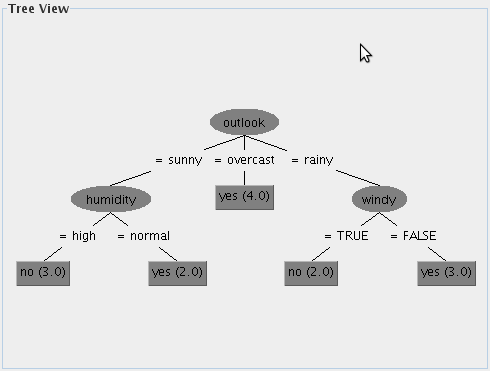 Tree View
outlook
= sunny = overcast = rainy
humidity yes (4.0) windy
= high = normal = TRUE = FALSE
no (3.0) yes (2.0) no (2.0) yes (3.0)